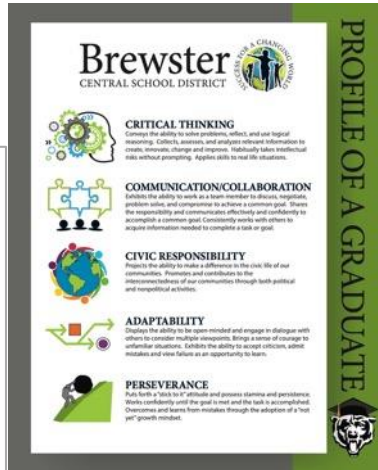 Brewster
CENTRAL SCHOOL DISTRICT
SUCCESS FOR A CHANGING WORLD
PROFILE OF A GRADUATE
CRITICAL THINKING
Conveys the ability to solve problems, reflect, and use logical
reasoning. Collects, assesses, and analyzes relevant information to
create, innovate, change and improve. Habitually takes intellectual
risks without prompting. Applies skills to real life situations.
COMMUNICATION/COLLABORATION
Exhibits the ability to work as a team member to discuss, negotiate,
problem solve, and compromise to achieve a common goal. Shares
the responsibility and communicates effectively and confidently to
accomplish a common goal. Consistently works with others to
acquire information needed to complete a task or goal.
CIVIC RESPONSIBILITY
Projects the ability to make a difference in the civic life of our
communities. Promotes and contributes to the
interconnectedness of our communities through both political
and nonpolitical activities.
ADAPTABILITY
Displays the ability to be open minded and engage in dialogue with
others to consider multiple viewpoints. Brings a sense of courage to
unfamiliar situations. Exhibits the ability to accept criticism, admit
mistakes and view failure as an opportunity to learn.
PERSEVERANCE
Puts forth a "stick to it" attitude and possess stamina and persistence.
Works confidently until the goal is met and the task is accomplished.
Overcomes and learns from mistakes through the adoption of a "not
yet" growth mindset.